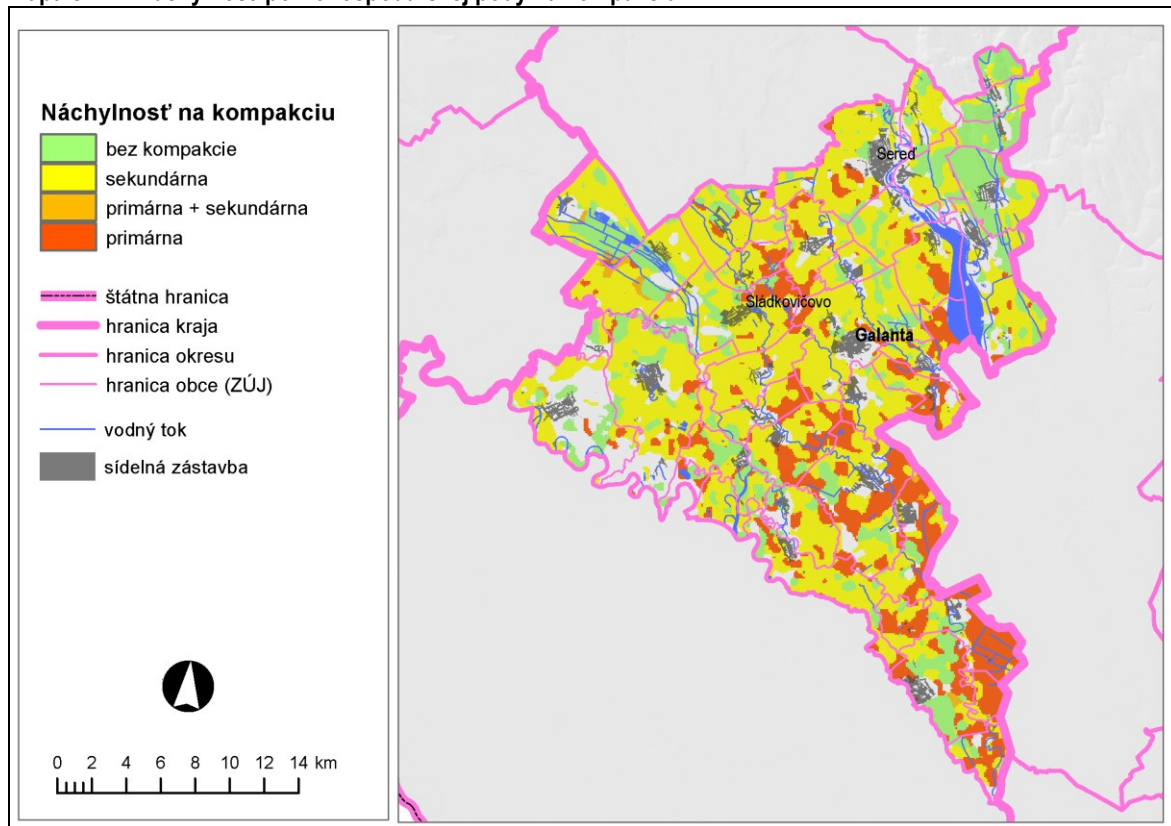 Náchylnosť na kompakciu
bez kompakcie
sekundárna
primárna + sekundárna
primárna
štátna hranica
hranica kraja
hranica okresu
hranica obce (ZÚJ)
vodný tok
sídelná zástavba
0 2 4 6 8 10 12 14 km
Sereď
Sládkovičovo
Galanta